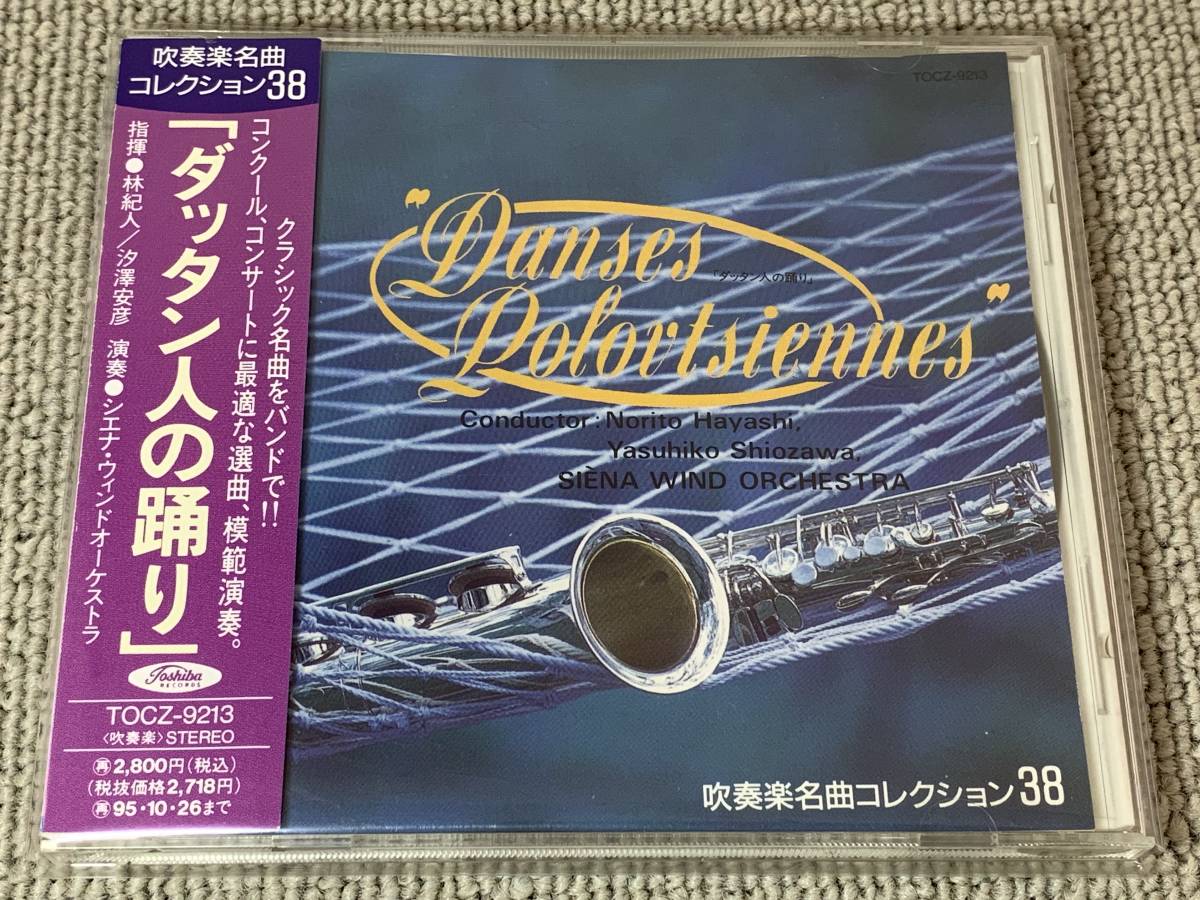 吹奏楽名曲
コレクション38
クラシック名曲をバンドで!!
コンクール、コンサートに最適な選曲、模範演奏。
「ダッタン人の踊り」
指揮●林紀人/汐澤安彦 演奏●シエナ・ウィンドオーケストラ
Toshiba
RECORDS
TOCZ-9213
〈吹奏楽〉STEREO
㊢2,800円(税込)
(税抜価格2,718円)
㊢95・10・26まで
TOCZ-9213
"Danses
「ダッタン人の踊り」
Polovtsiennes"
Conductor:Norito Hayashi,
Yasuhiko Shiozawa,
SIÈNA WIND ORCHESTRA
吹奏楽名曲コレクション38